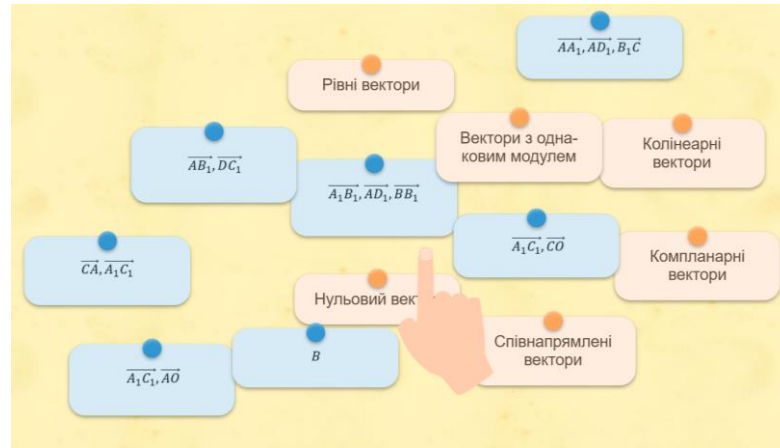 AA₁, AD₁, B₁C
Рівні вектори
Вектори з одна-
ковим модулем
Колінеарні
вектори
AB₁, DC₁
A₁B₁, AD₁, BB₁
A₁C₁, CO
Компланарні
вектори
CA, A₁C₁
Нульовий
Співнапрямлені
вектори
A₁C₁, AO
B